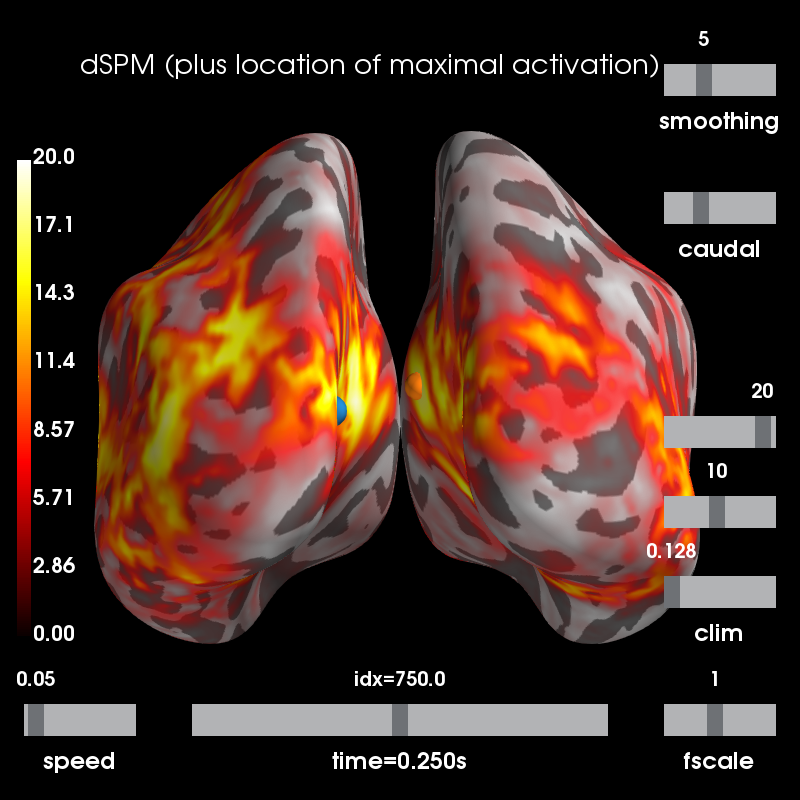 5
dSPM (plus location of maximal activation)
smoothing
20.0
17.1
14.3
11.4
8.57
5.71
2.86
0.00
caudal
20
10
0.128
clim
0.05
idx=750.0
1
speed
time=0.250s
fscale